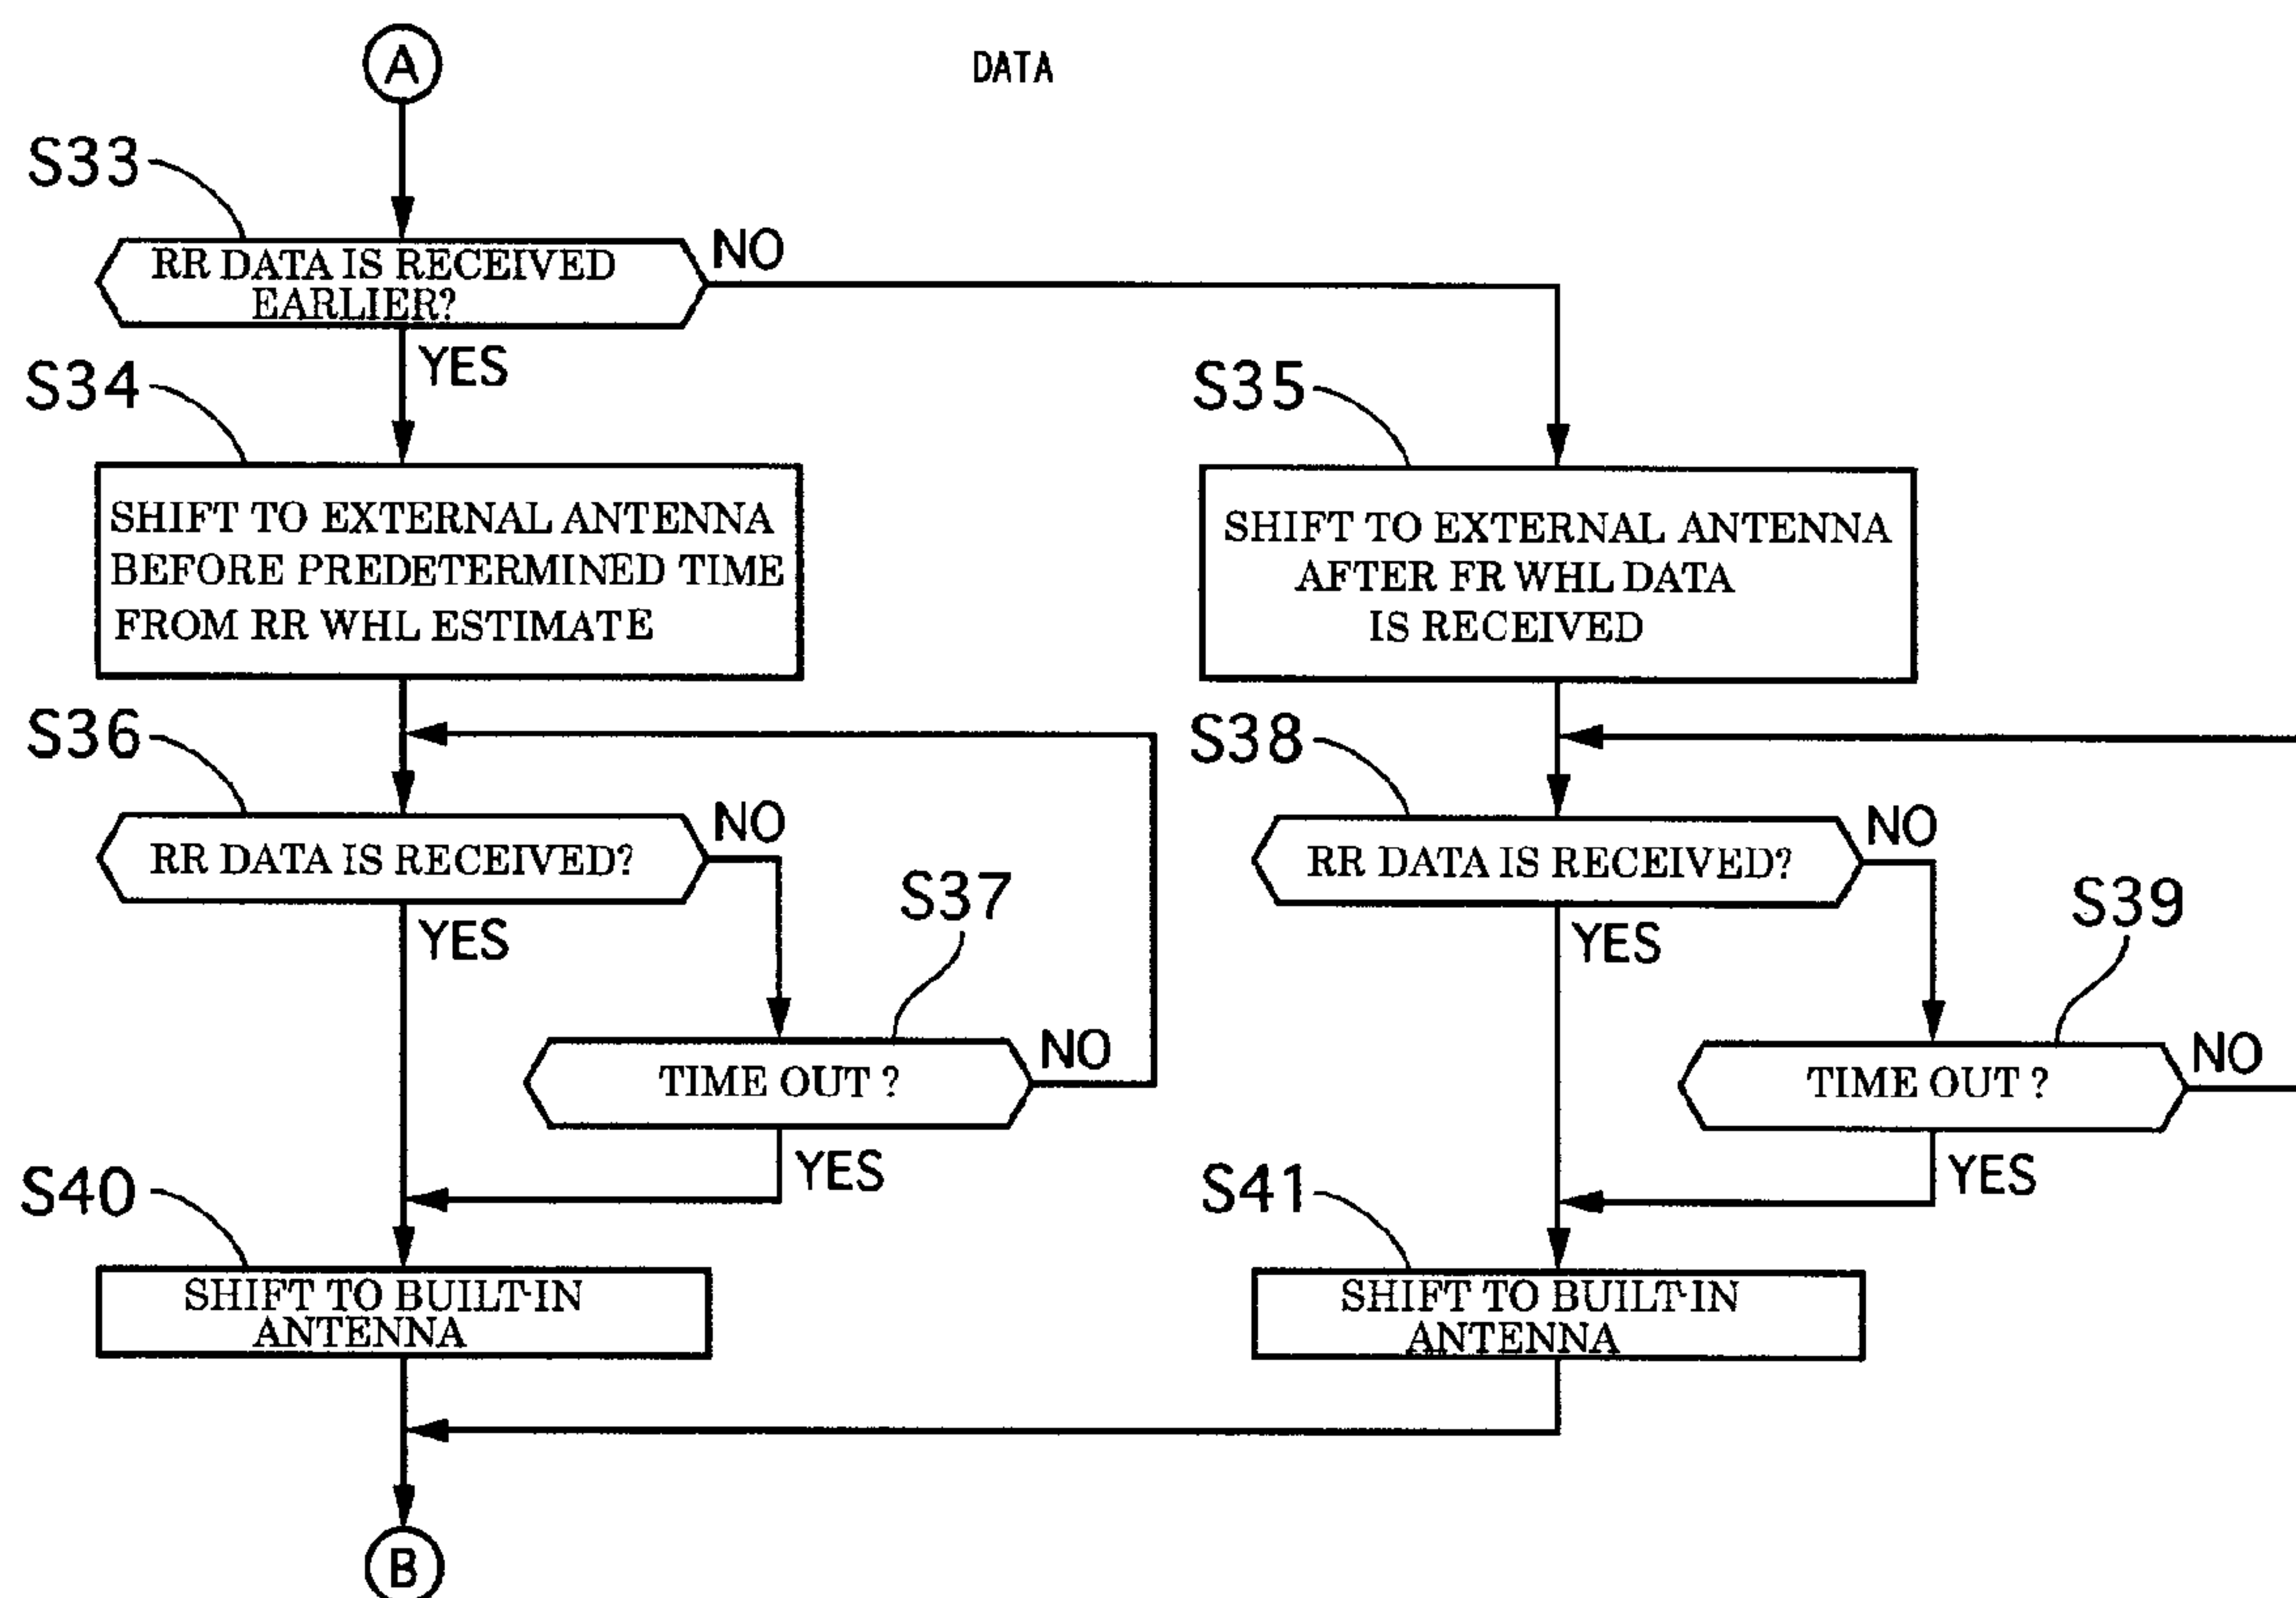 A
DATA
S33
RR DATA IS RECEIVED
EARLIER?
NO
YES
S34
SHIFT TO EXTERNAL ANTENNA
BEFORE PREDETERMINED TIME
FROM RR WHL ESTIMATE
S35
SHIFT TO EXTERNAL ANTENNA
AFTER FR WHL DATA
IS RECEIVED
S36
RR DATA IS RECEIVED?
NO
YES
S37
TIME OUT ?
NO
YES
S38
RR DATA IS RECEIVED?
NO
YES
S39
TIME OUT ?
NO
YES
S40
SHIFT TO BUILT-IN
ANTENNA
S41
SHIFT TO BUILT-IN
ANTENNA
B